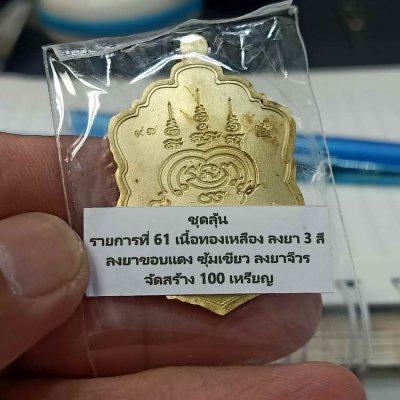 ๙๗
ชุดลุ้น
รายการที่ 61 เนื้อทองเหลือง ลงยา 3 สี
ลงยาขอบแดง ซุ้มเขียว ลงยาจีวร
จัดสร้าง 100 เหรียญ